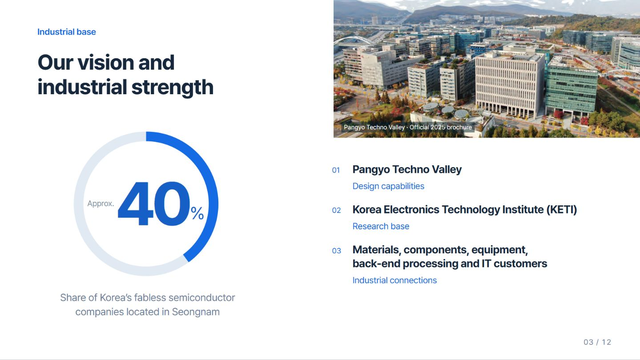 Industrial base
Our vision and
industrial strength
Approx. 40%
Share of Korea's fabless semiconductor
companies located in Seongnam
Pangyo Techno Valley · Official 2025 brochure
01 Pangyo Techno Valley
Design capabilities
02 Korea Electronics Technology Institute (KETI)
Research base
03 Materials, components, equipment,
back-end processing and IT customers
Industrial connections
03 / 12